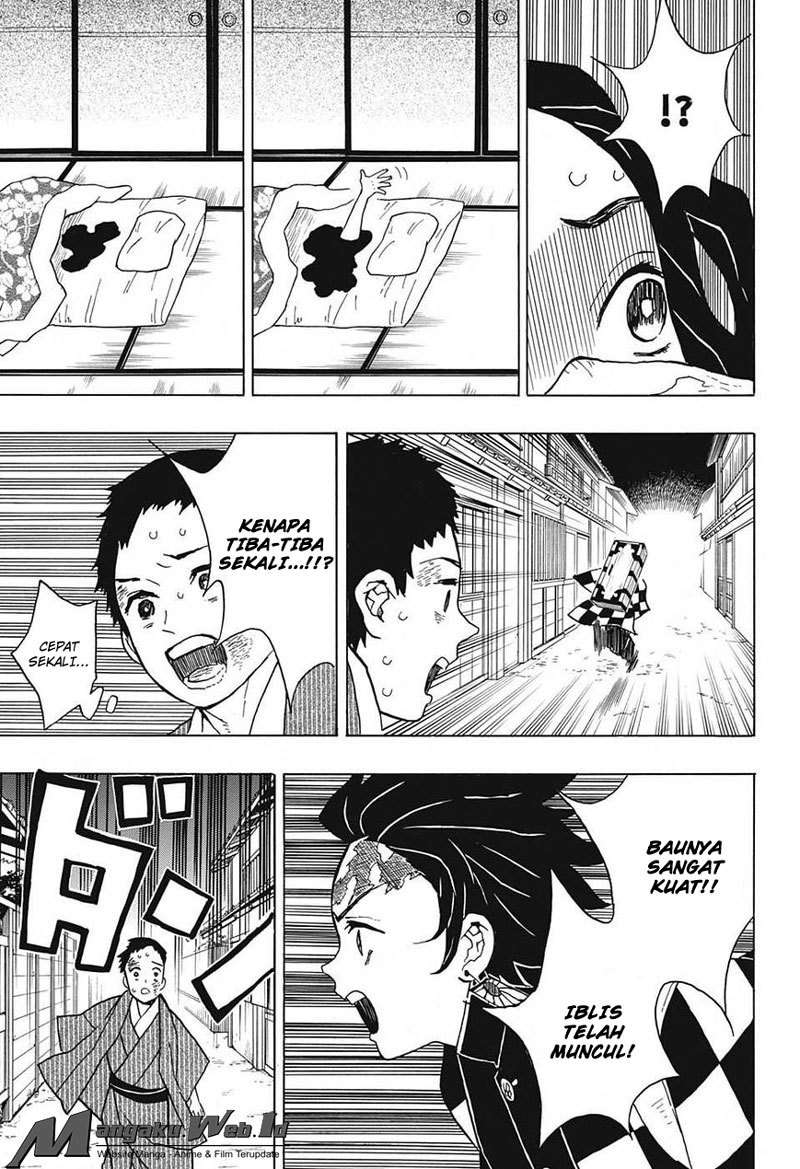 !?
KENAPA
TIBA-TIBA
SEKALI...!!?
CEPAT
SEKALI...
BAUNYA
SANGAT
KUAT!!
IBLIS
TELAH
MUNCUL!
ダン
MangakuWeb.Id
Website Manga - Anime & Film Terupdate